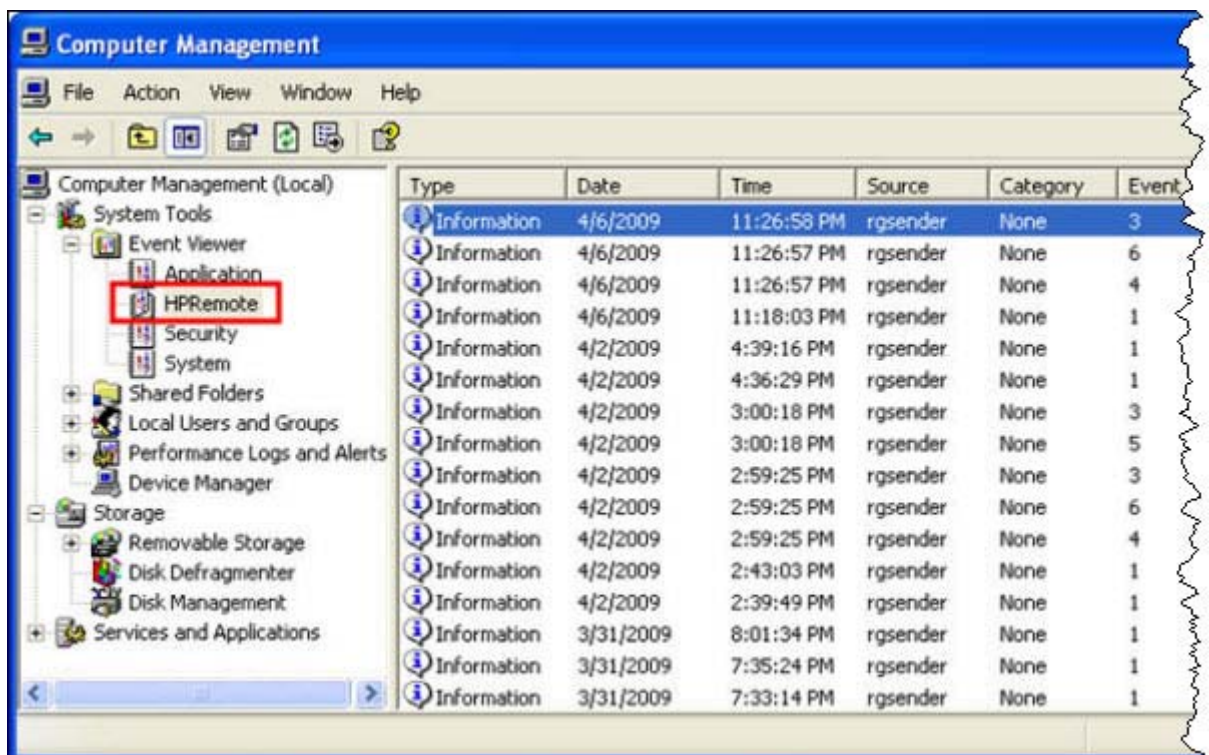 Computer Management
File Action View Window Help
Computer Management (Local)
System Tools
Event Viewer
Application
HPRemote
Security
System
Shared Folders
Local Users and Groups
Performance Logs and Alerts
Device Manager
Storage
Removable Storage
Disk Defragmenter
Disk Management
Services and Applications
Type Date Time Source Category Event
Information 4/6/2009 11:26:58 PM rgsender None 3
Information 4/6/2009 11:26:57 PM rgsender None 6
Information 4/6/2009 11:26:57 PM rgsender None 4
Information 4/6/2009 11:18:03 PM rgsender None 1
Information 4/2/2009 4:39:16 PM rgsender None 1
Information 4/2/2009 4:36:29 PM rgsender None 1
Information 4/2/2009 3:00:18 PM rgsender None 3
Information 4/2/2009 3:00:18 PM rgsender None 5
Information 4/2/2009 2:59:25 PM rgsender None 3
Information 4/2/2009 2:59:25 PM rgsender None 6
Information 4/2/2009 2:59:25 PM rgsender None 4
Information 4/2/2009 2:43:03 PM rgsender None 1
Information 4/2/2009 2:39:49 PM rgsender None 1
Information 3/31/2009 8:01:34 PM rgsender None 1
Information 3/31/2009 7:35:24 PM rgsender None 1
Information 3/31/2009 7:33:14 PM rgsender None 1